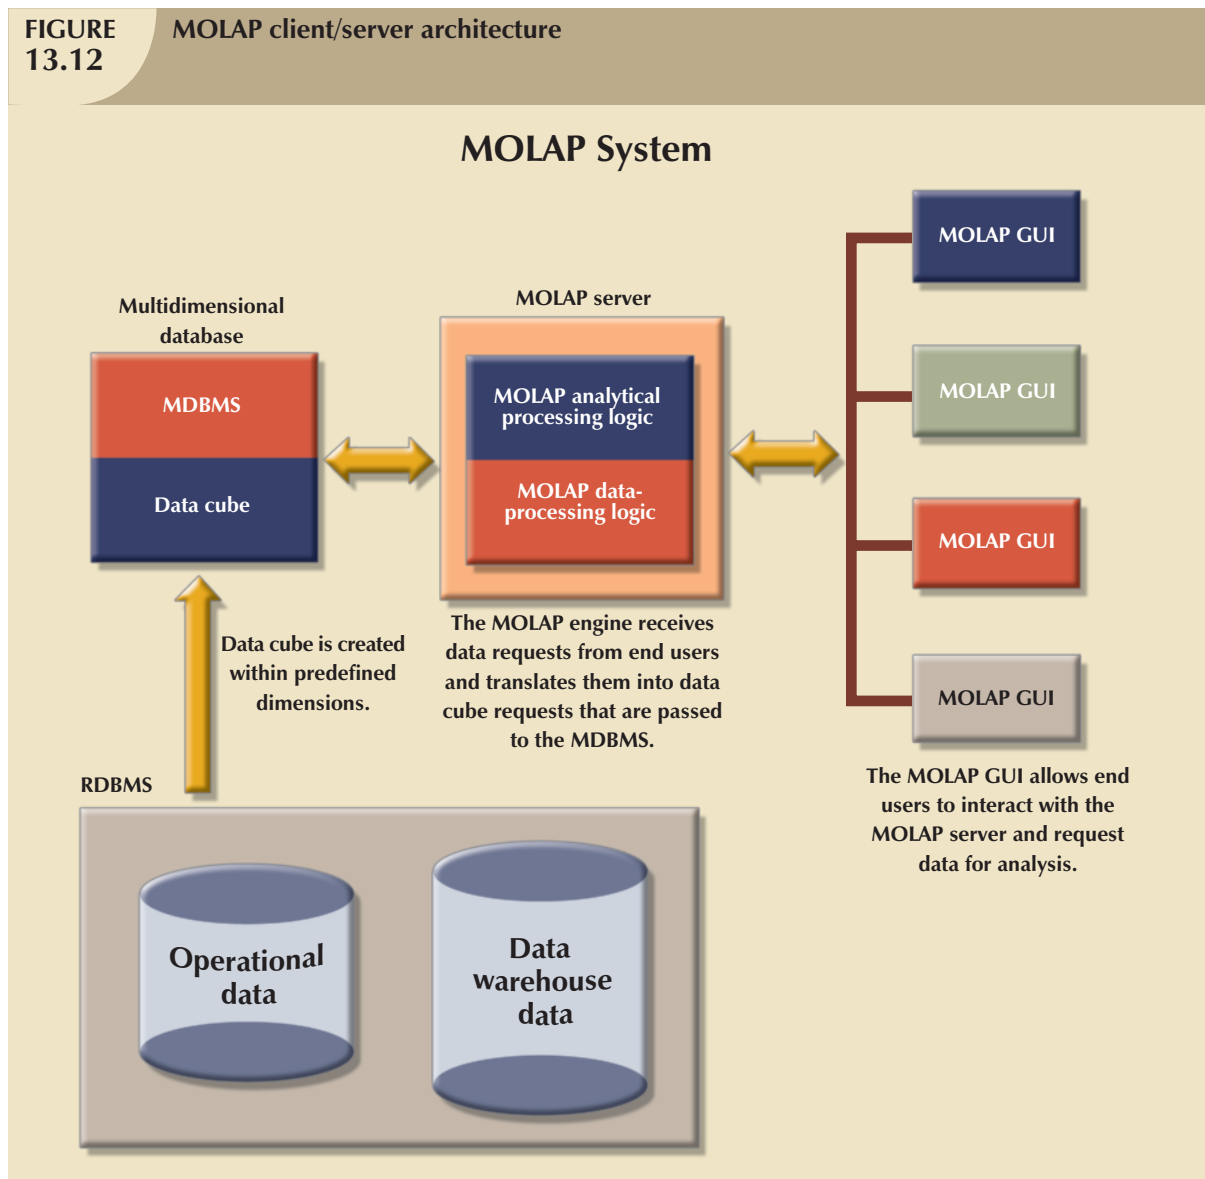 FIGURE
13.12
MOLAP client/server architecture
MOLAP System
Multidimensional
database
MDBMS
Data cube
MOLAP server
MOLAP analytical
processing logic
MOLAP data-
processing logic
MOLAP GUI
MOLAP GUI
MOLAP GUI
MOLAP GUI
Data cube is created
within predefined
dimensions.
The MOLAP engine receives
data requests from end users
and translates them into data
cube requests that are passed
to the MDBMS.
The MOLAP GUI allows end
users to interact with the
MOLAP server and request
data for analysis.
RDBMS
Operational
data
Data
warehouse
data